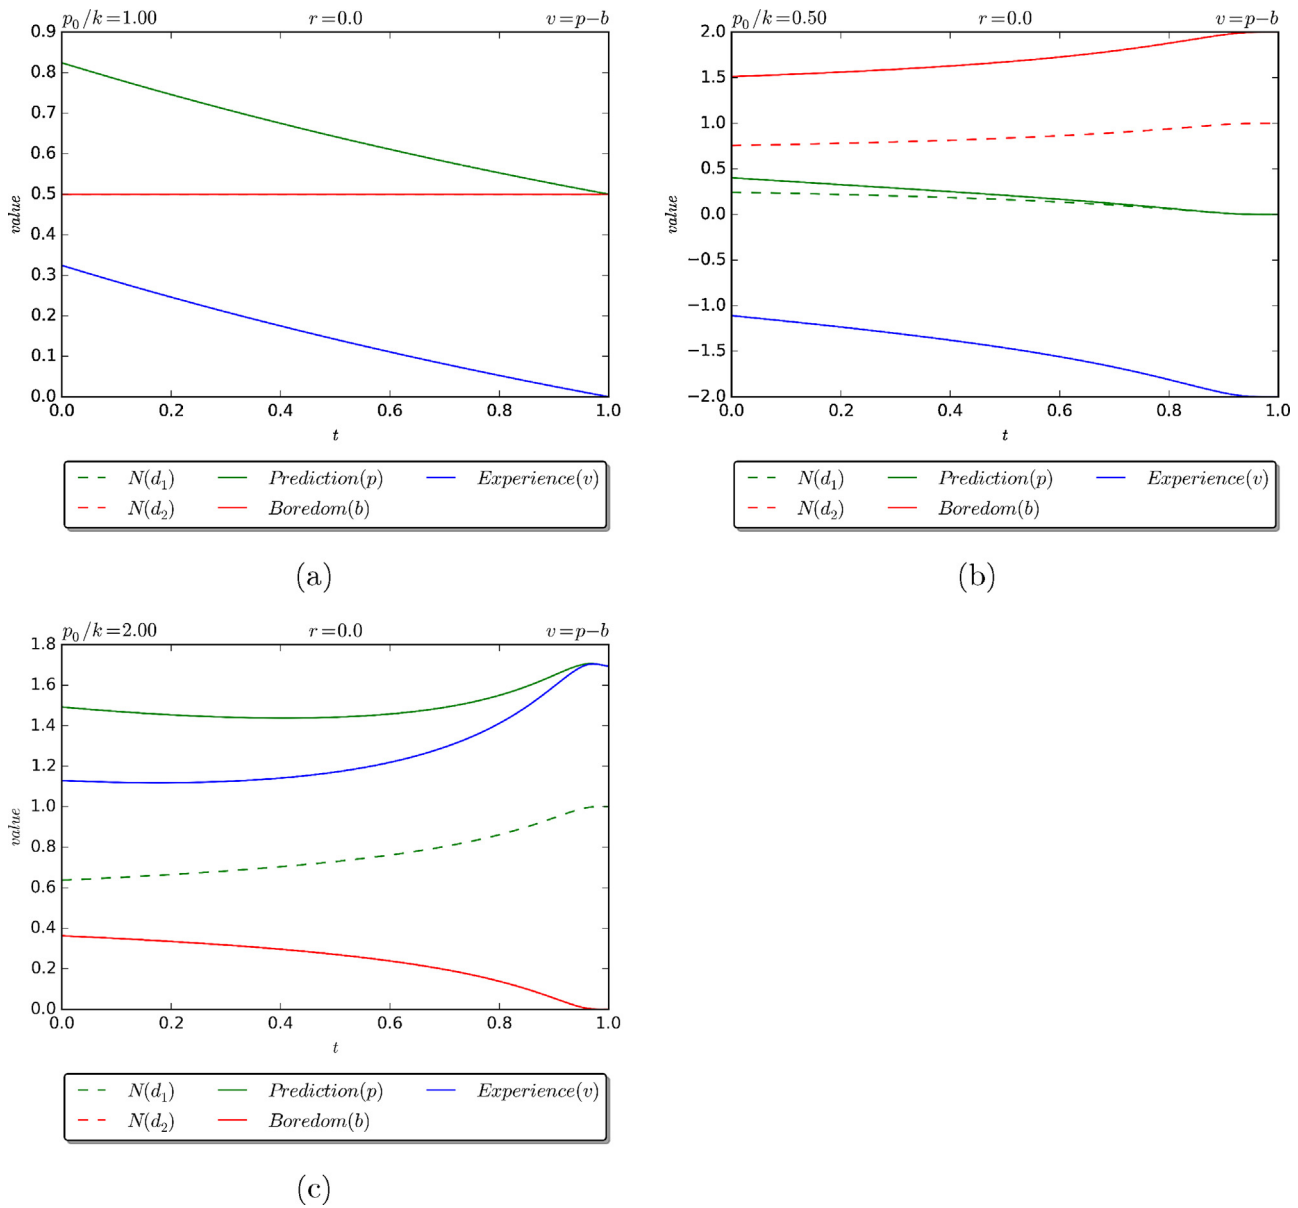 p₀/k=1.00 r=0.0 v=p−b
0.9
0.8
0.7
0.6
0.5
0.4
0.3
0.2
0.1
0.0
value
0.0 0.2 0.4 0.6 0.8 1.0
t
N(d₁) Prediction(p) Experience(v)
N(d₂) Boredom(b)
(a)
p₀/k=0.50 r=0.0 v=p−b
2.0
1.5
1.0
0.5
0.0
−0.5
−1.0
−1.5
−2.0
value
0.0 0.2 0.4 0.6 0.8 1.0
t
N(d₁) Prediction(p) Experience(v)
N(d₂) Boredom(b)
(b)
p₀/k=2.00 r=0.0 v=p−b
1.8
1.6
1.4
1.2
1.0
0.8
0.6
0.4
0.2
0.0
value
0.0 0.2 0.4 0.6 0.8 1.0
t
N(d₁) Prediction(p) Experience(v)
N(d₂) Boredom(b)
(c)